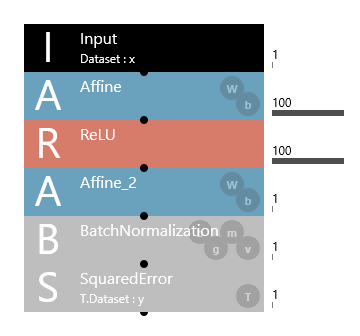 I Input 1
Dataset : x
A Affine W b 100
R ReLU 100
A Affine_2 W b 1
B BatchNormalization m g v 1
S SquaredError 1
T.Dataset : y T